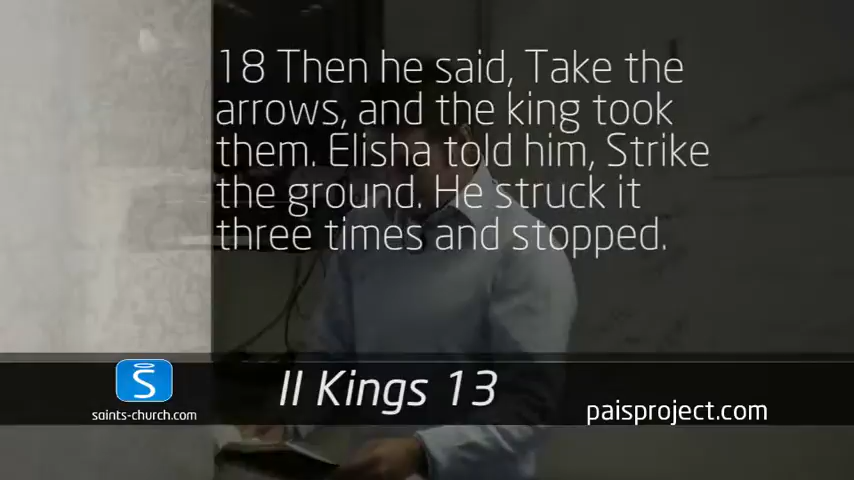 18 Then he said, Take the
arrows, and the king took
them. Elisha told him, Strike
the ground. He struck it
three times and stopped.
S
saints-church.com
II Kings 13
paisproject.com